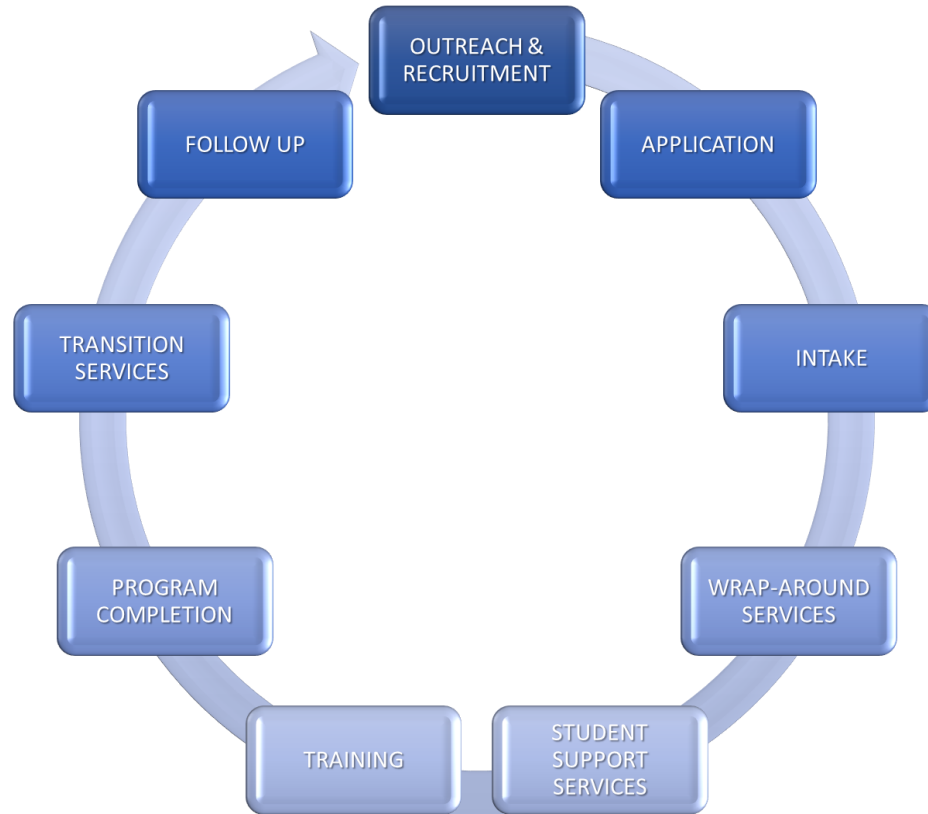 OUTREACH &
RECRUITMENT
APPLICATION
INTAKE
WRAP-AROUND
SERVICES
STUDENT
SUPPORT
SERVICES
TRAINING
PROGRAM
COMPLETION
TRANSITION
SERVICES
FOLLOW UP